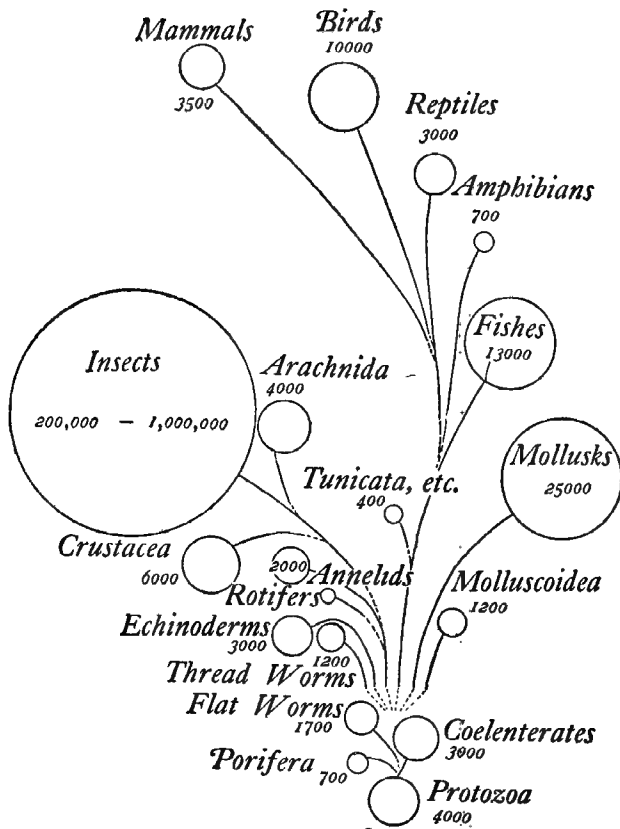 Mammals
3500
Birds
10000
Reptiles
3000
Amphibians
700
Fishes
13000
Insects
200,000 – 1,000,000
Arachnida
4000
Mollusks
25000
Tunicata, etc.
400
Crustacea
6000
2000 Annelids
Rotifers
Molluscoidea
1200
Echinoderms
3000
1200
Thread Worms
Flat Worms
1700
Coelenterates
3000
Porifera 700
Protozoa
4000